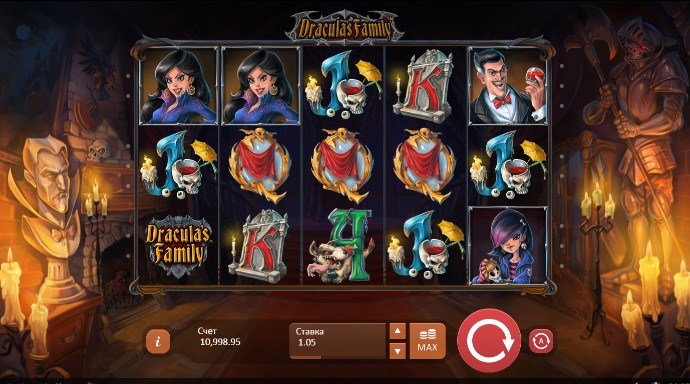 Dracula's Family
J K
J J
Dracula's
Family
K A J
i
Счет
10,998.95
Ставка
1.05
MAX
A